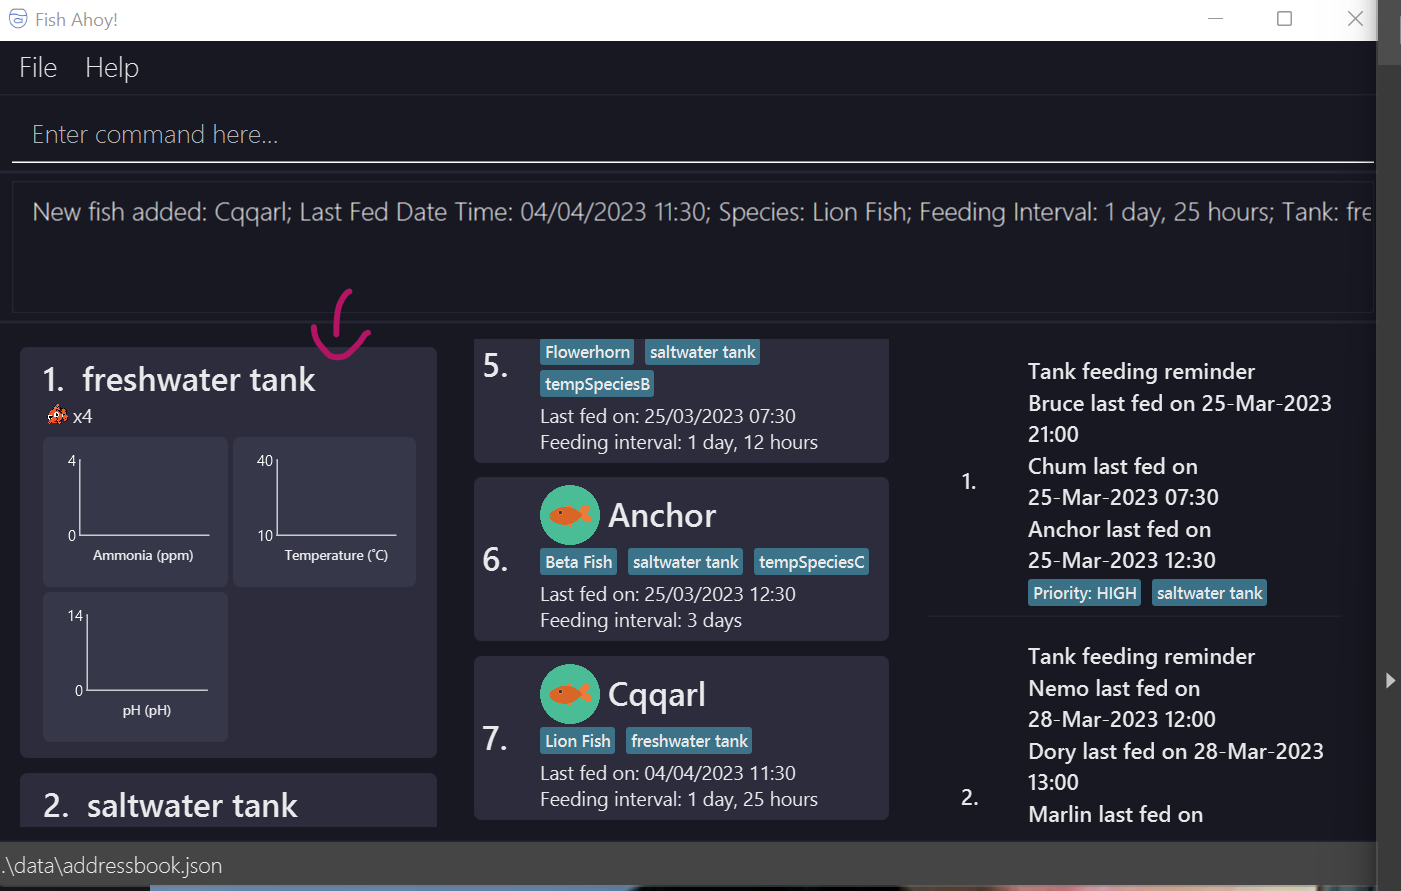 Fish Ahoy!
File Help
Enter command here...
New fish added: Cqqarl; Last Fed Date Time: 04/04/2023 11:30; Species: Lion Fish; Feeding Interval: 1 day, 25 hours; Tank: fre
1. freshwater tank
x4
4
0
Ammonia (ppm)
40
10
Temperature (˚C)
14
0
pH (pH)
2. saltwater tank
5.
Flowerhorn saltwater tank
tempSpeciesB
Last fed on: 25/03/2023 07:30
Feeding interval: 1 day, 12 hours
6.
Anchor
Beta Fish saltwater tank tempSpeciesC
Last fed on: 25/03/2023 12:30
Feeding interval: 3 days
7.
Cqqarl
Lion Fish freshwater tank
Last fed on: 04/04/2023 11:30
Feeding interval: 1 day, 25 hours
1.
Tank feeding reminder
Bruce last fed on 25-Mar-2023
21:00
Chum last fed on
25-Mar-2023 07:30
Anchor last fed on
25-Mar-2023 12:30
Priority: HIGH saltwater tank
2.
Tank feeding reminder
Nemo last fed on
28-Mar-2023 12:00
Dory last fed on 28-Mar-2023
13:00
Marlin last fed on
.\data\addressbook.json